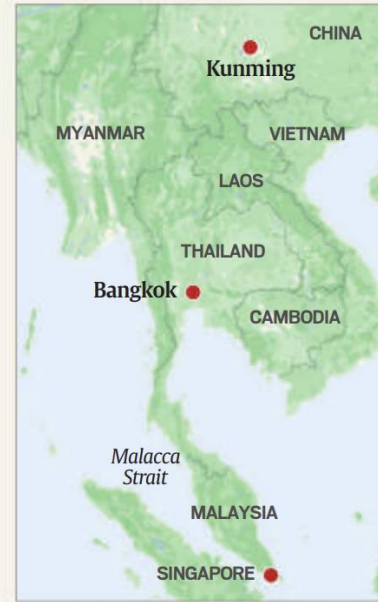 CHINA
Kunming
MYANMAR
VIETNAM
LAOS
THAILAND
Bangkok
CAMBODIA
Malacca
Strait
MALAYSIA
SINGAPORE